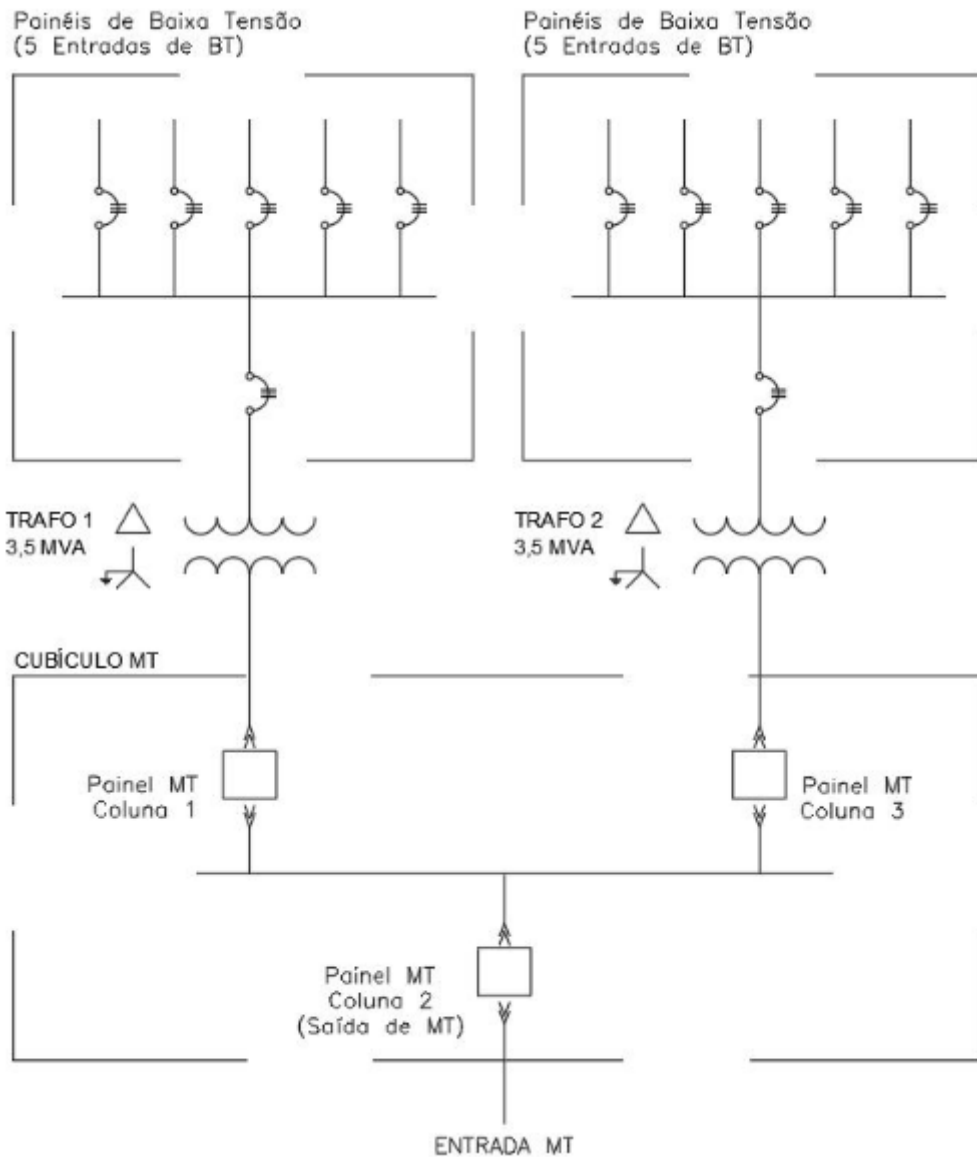 Painéis de Baixa Tensão
(5 Entradas de BT)
Painéis de Baixa Tensão
(5 Entradas de BT)
TRAFO 1
3,5 MVA
TRAFO 2
3,5 MVA
CUBÍCULO MT
Painel MT
Coluna 1
Painel MT
Coluna 3
Painel MT
Coluna 2
(Saída de MT)
ENTRADA MT